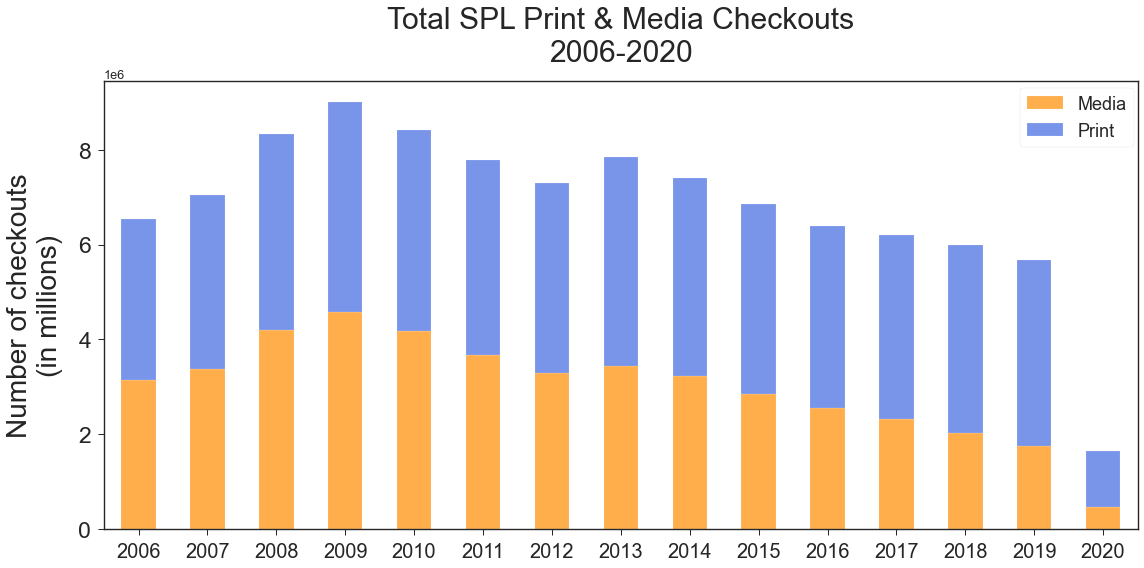 Total SPL Print & Media Checkouts
2006-2020
1e6
Media
Print
Number of checkouts
(in millions)
8
6
4
2
0
2006 2007 2008 2009 2010 2011 2012 2013 2014 2015 2016 2017 2018 2019 2020